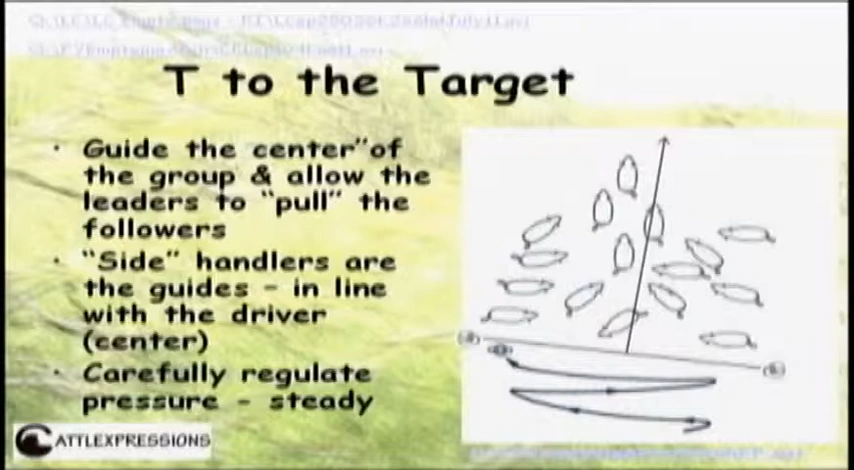 T to the Target
· Guide the center"of
the group & allow the
leaders to "pull" the
followers
· "Side" handlers are
the guides - in line
with the driver
(center)
· Carefully regulate
pressure - steady
ATTLEXPRESSIONS